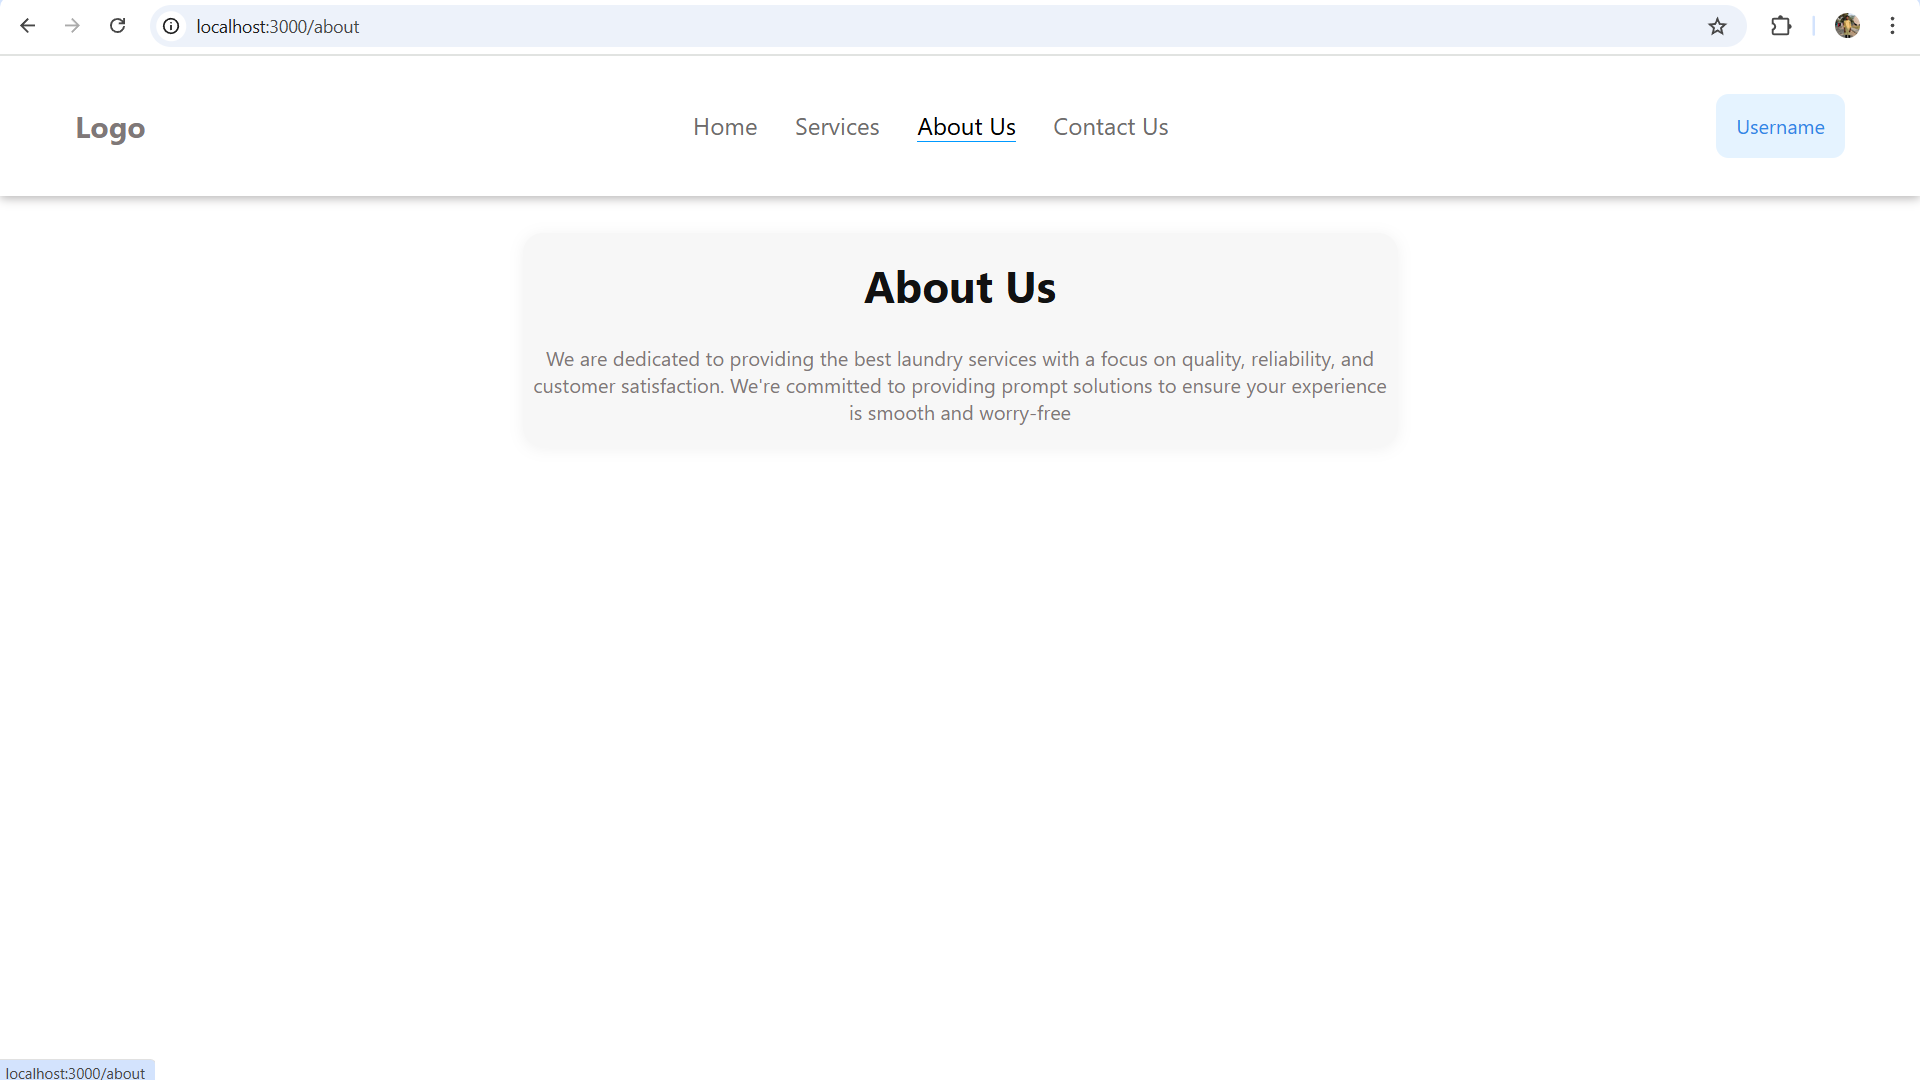 localhost:3000/about
Logo
Home Services About Us Contact Us
Username
About Us
We are dedicated to providing the best laundry services with a focus on quality, reliability, and
customer satisfaction. We're committed to providing prompt solutions to ensure your experience
is smooth and worry-free
localhost:3000/about